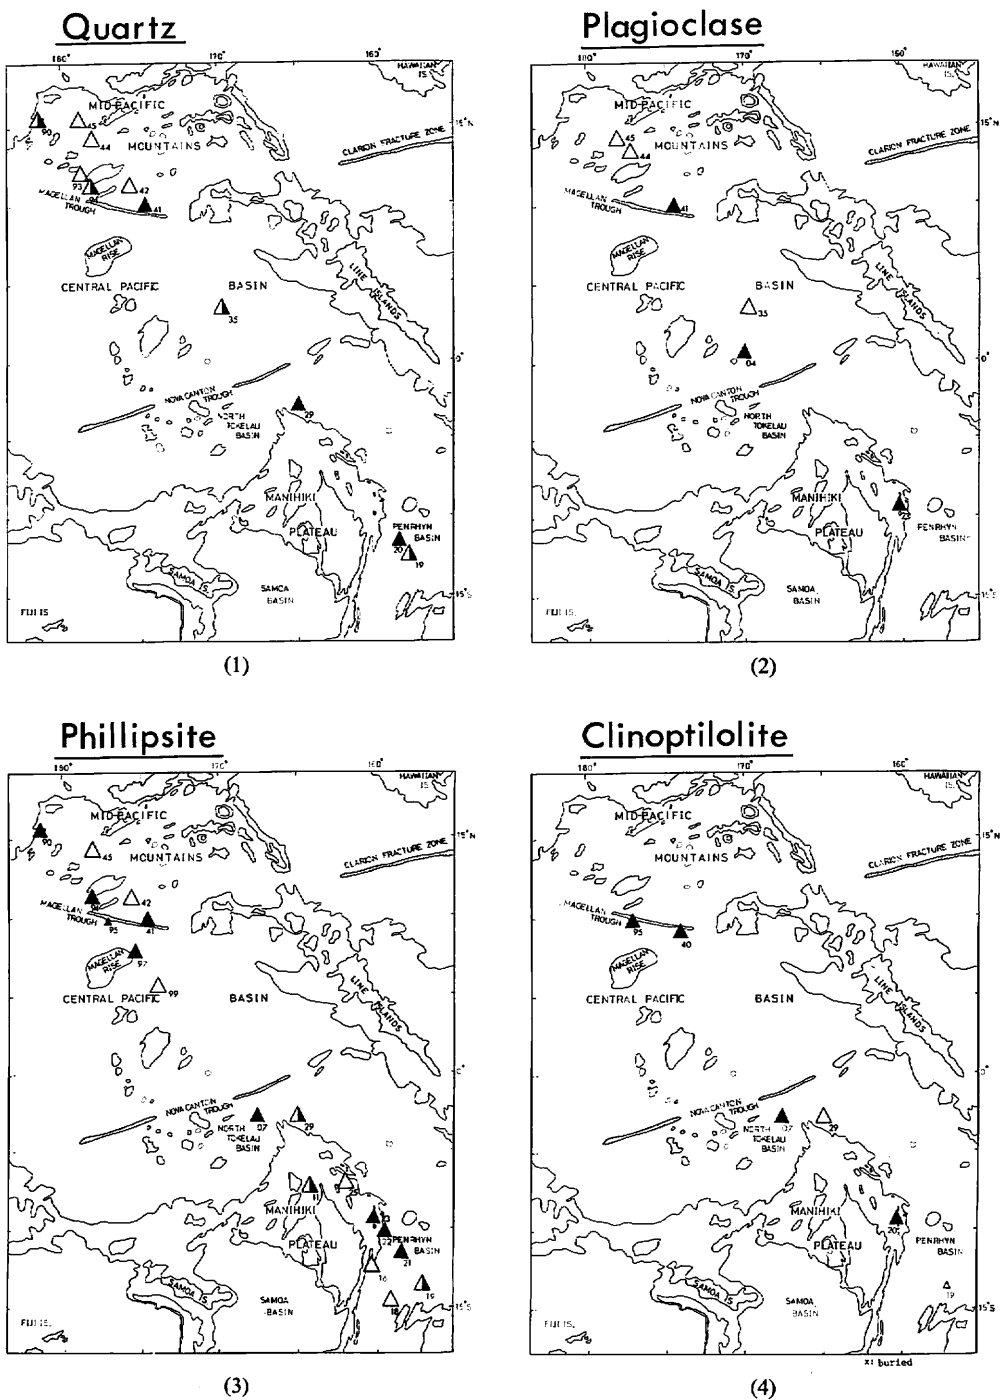 Quartz
180°
170°
160°
HAWAIIAN
IS.
MID-PACIFIC
MOUNTAINS
15°N
CLARION FRACTURE ZONE
90
45
44
93
94
42
41
MAGELLAN
TROUGH
MAGELLAN
RISE
CENTRAL PACIFIC
BASIN
LINE
ISLANDS
35
0°
NOVA CANTON
TROUGH
29
NORTH
TOKELAU
BASIN
MANIHIKI
PLATEAU
PENRHYN
BASIN
20
19
SAMOA IS.
SAMOA
BASIN
15°S
FIJI IS.
(1)
Plagioclase
180°
170°
160°
HAWAIIAN
IS.
MID-PACIFIC
MOUNTAINS
15°N
CLARION FRACTURE ZONE
45
44
MAGELLAN
TROUGH
41
MAGELLAN
RISE
CENTRAL PACIFIC
BASIN
LINE
ISLANDS
35
04
0°
NOVA CANTON
TROUGH
NORTH
TOKELAU
BASIN
MANIHIKI
PLATEAU
PENRHYN
BASIN
SAMOA IS.
SAMOA
BASIN
15°S
FIJI IS.
(2)
Phillipsite
180°
170°
160°
HAWAIIAN
IS.
MID-PACIFIC
MOUNTAINS
15°N
CLARION FRACTURE ZONE
90
45
94
42
MAGELLAN
TROUGH
95
41
MAGELLAN
RISE
97
99
CENTRAL PACIFIC
BASIN
LINE
ISLANDS
0°
NOVA CANTON
TROUGH
07
29
NORTH
TOKELAU
BASIN
11
MANIHIKI
PLATEAU
PENRHYN
BASIN
21
16
19
18
SAMOA IS.
SAMOA
BASIN
15°S
FIJI IS.
(3)
Clinoptilolite
180°
170°
160°
HAWAIIAN
IS.
MID-PACIFIC
MOUNTAINS
15°N
CLARION FRACTURE ZONE
MAGELLAN
TROUGH
95
40
MAGELLAN
RISE
CENTRAL PACIFIC
BASIN
LINE
ISLANDS
0°
NOVA CANTON
TROUGH
07
29
NORTH
TOKELAU
BASIN
MANIHIKI
PLATEAU
20
PENRHYN
BASIN
19
SAMOA IS.
SAMOA
BASIN
15°S
FIJI IS.
x: buried
(4)